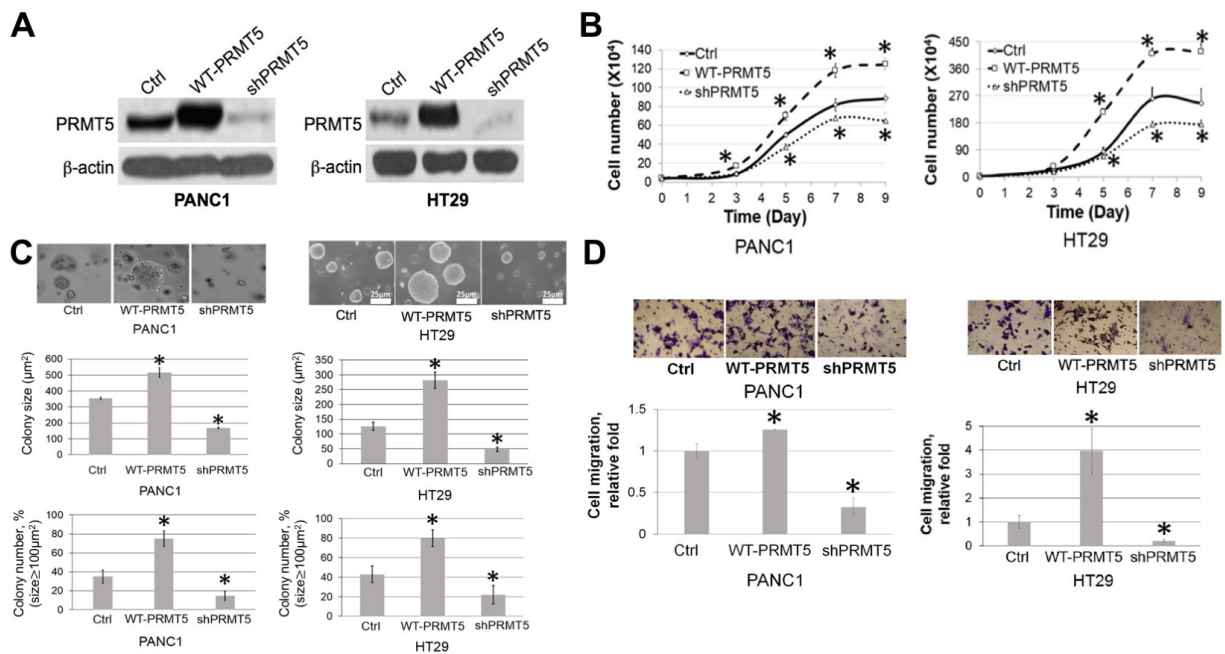 A
Ctrl
WT-PRMT5
shPRMT5
PRMT5
β-actin
PANC1
Ctrl
WT-PRMT5
shPRMT5
PRMT5
β-actin
HT29
B
Cell number (X10⁴)
140
120
100
80
60
40
20
0
Ctrl
WT-PRMT5
shPRMT5
* * * * * * *
0 1 2 3 4 5 6 7 8 9
Time (Day)
PANC1
Cell number (X10⁴)
450
360
270
180
90
0
Ctrl
WT-PRMT5
shPRMT5
* * * * * *
0 1 2 3 4 5 6 7 8 9
Time (Day)
HT29
C
Ctrl WT-PRMT5 shPRMT5
PANC1
25μm 25μm 25μm
Ctrl WT-PRMT5 shPRMT5
HT29
Colony size (μm²)
600
500
400
300
200
100
0
* *
Ctrl WT-PRMT5 shPRMT5
PANC1
Colony size (μm²)
350
300
250
200
150
100
50
0
* *
Ctrl WT-PRMT5 shPRMT5
HT29
Colony number, %
(size≥100μm²)
100
80
60
40
20
0
* *
Ctrl WT-PRMT5 shPRMT5
PANC1
Colony number, %
(size≥100μm²)
100
80
60
40
20
0
* *
Ctrl WT-PRMT5 shPRMT5
HT29
D
Ctrl WT-PRMT5 shPRMT5
PANC1
Ctrl WT-PRMT5 shPRMT5
HT29
Cell migration,
relative fold
1.5
1
0.5
0
* *
Ctrl WT-PRMT5 shPRMT5
PANC1
Cell migration,
relative fold
5
4
3
2
1
0
* *
Ctrl WT-PRMT5 shPRMT5
HT29